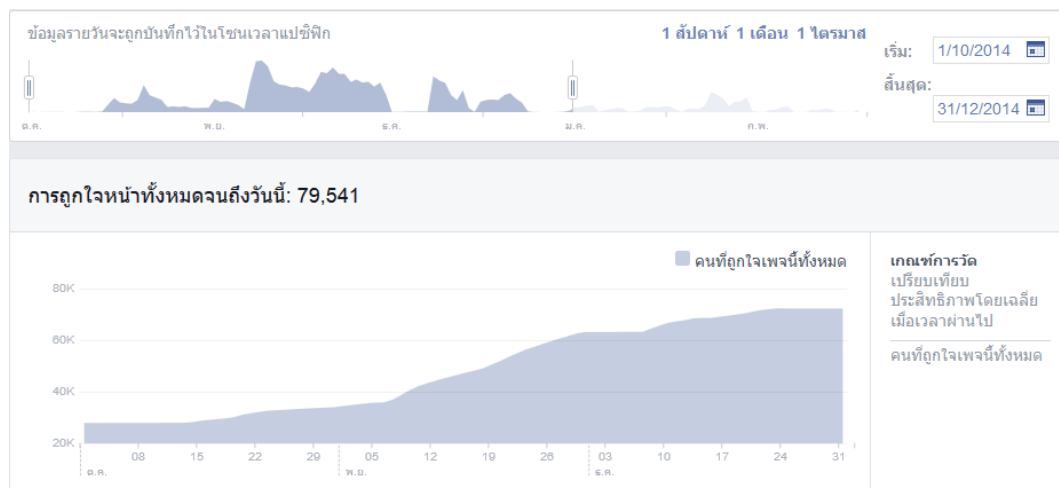 ข้อมูลรายวันจะถูกบันทึกไว้ในโซนเวลาแปซิฟิก
1 สัปดาห์ 1 เดือน 1 ไตรมาส
เริ่ม: 1/10/2014
สิ้นสุด:
31/12/2014
ต.ค. พ.ย. ธ.ค. ม.ค. ก.พ.
การถูกใจหน้าทั้งหมดจนถึงวันนี้: 79,541
คนที่ถูกใจเพจนี้ทั้งหมด
80K
60K
40K
20K
08 15 22 29 05 12 19 26 03 10 17 24 31
ต.ค. พ.ย. ธ.ค.
เกณฑ์การวัด
เปรียบเทียบ
ประสิทธิภาพโดยเฉลี่ย
เมื่อเวลาผ่านไป
คนที่ถูกใจเพจนี้ทั้งหมด